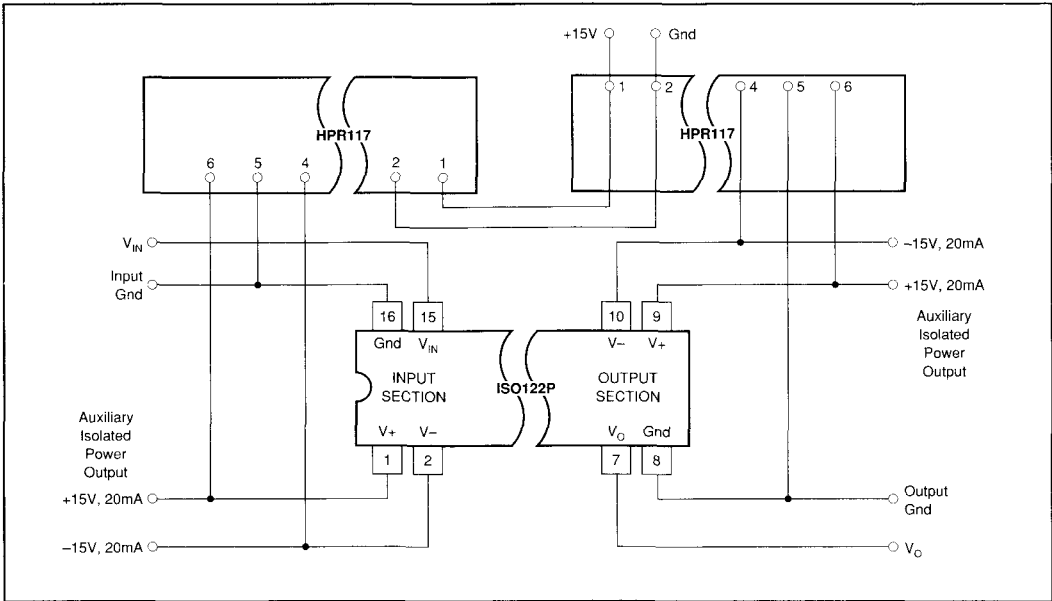 +15V Gnd
1 2 4 5 6
HPR117 HPR117
6 5 4 2 1
V_IN –15V, 20mA
Input
Gnd
+15V, 20mA
16 15 10 9
Gnd V_IN V– V+
Auxiliary
Isolated
Power
Output
INPUT
SECTION
ISO122P
OUTPUT
SECTION
V+ V– V_O Gnd
1 2 7 8
Auxiliary
Isolated
Power
Output
+15V, 20mA
Output
Gnd
–15V, 20mA V_O